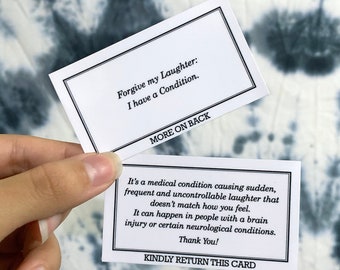 Forgive my Laughter:
I have a Condition.
MORE ON BACK
It's a medical condition causing sudden,
frequent and uncontrollable laughter that
doesn't match how you feel.
It can happen in people with a brain
injury or certain neurological conditions.
Thank You!
KINDLY RETURN THIS CARD